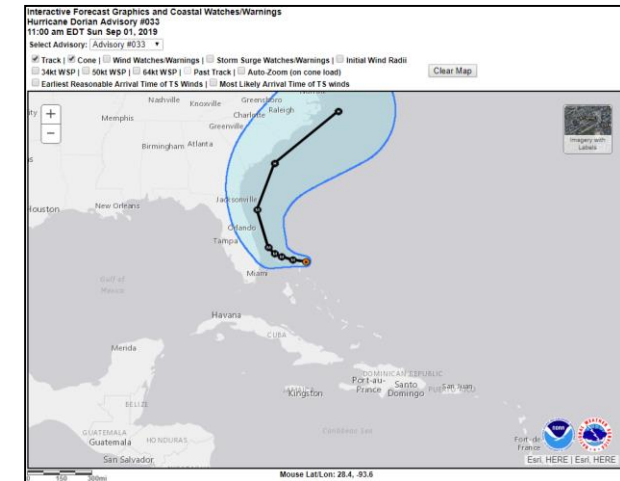 Interactive Forecast Graphics and Coastal Watches/Warnings
Hurricane Dorian Advisory #033
11:00 am EDT Sun Sep 01, 2019
Select Advisory: Advisory #033
Track | Cone | Wind Watches/Warnings | Storm Surge Watches/Warnings | Initial Wind Radii
34kt WSP | 50kt WSP | 64kt WSP | Past Track | Auto-Zoom (on cone load)
Clear Map
Earliest Reasonable Arrival Time of TS Winds | Most Likely Arrival Time of TS winds
+
−
Imagery with
Labels
Nashville
Knoxville
Greensboro
Raleigh
Memphis
Charlotte
Greenville
Birmingham
Atlanta
Houston
New Orleans
Jacksonville
Orlando
Tampa
Miami
Gulf of
Mexico
Havana
CUBA
Merida
DOMINICAN REPUBLIC
Port-au-
Prince
Santo
Domingo
San Juan
Kingston
BELIZE
GUATEMALA
Guatemala
HONDURAS
San Salvador
Caribbean Sea
Fort-de-
France
Esri, HERE | Esri, HERE
0 150 300mi
Mouse Lat/Lon: 28.4, -93.6